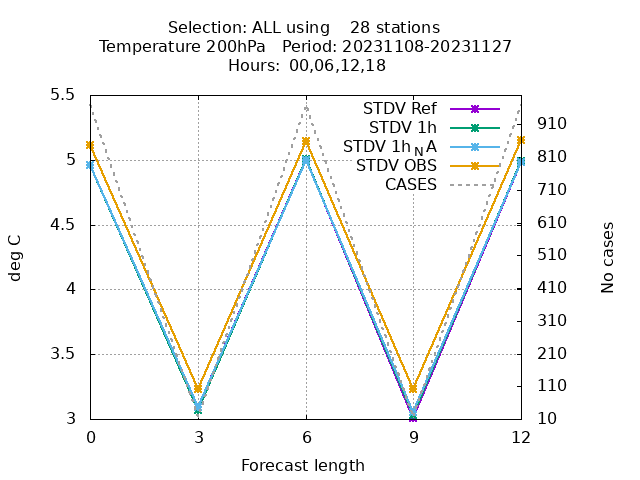 Selection: ALL using    28 stations
Temperature 200hPa   Period: 20231108-20231127
Hours: 00,06,12,18
STDV Ref
STDV 1h
STDV 1h_NA
STDV OBS
CASES
5.5
5
4.5
4
3.5
3
deg C
910
810
710
610
510
410
310
210
110
10
No cases
0 3 6 9 12
Forecast length